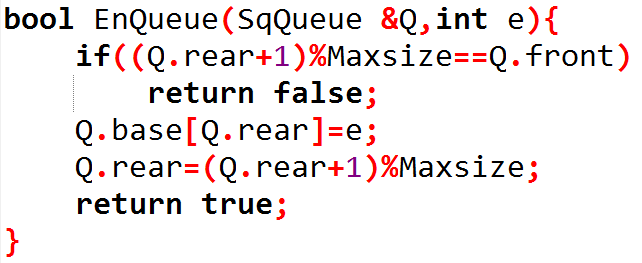 bool EnQueue(SqQueue &Q,int e){
    if((Q.rear+1)%Maxsize==Q.front)
        return false;
    Q.base[Q.rear]=e;
    Q.rear=(Q.rear+1)%Maxsize;
    return true;
}